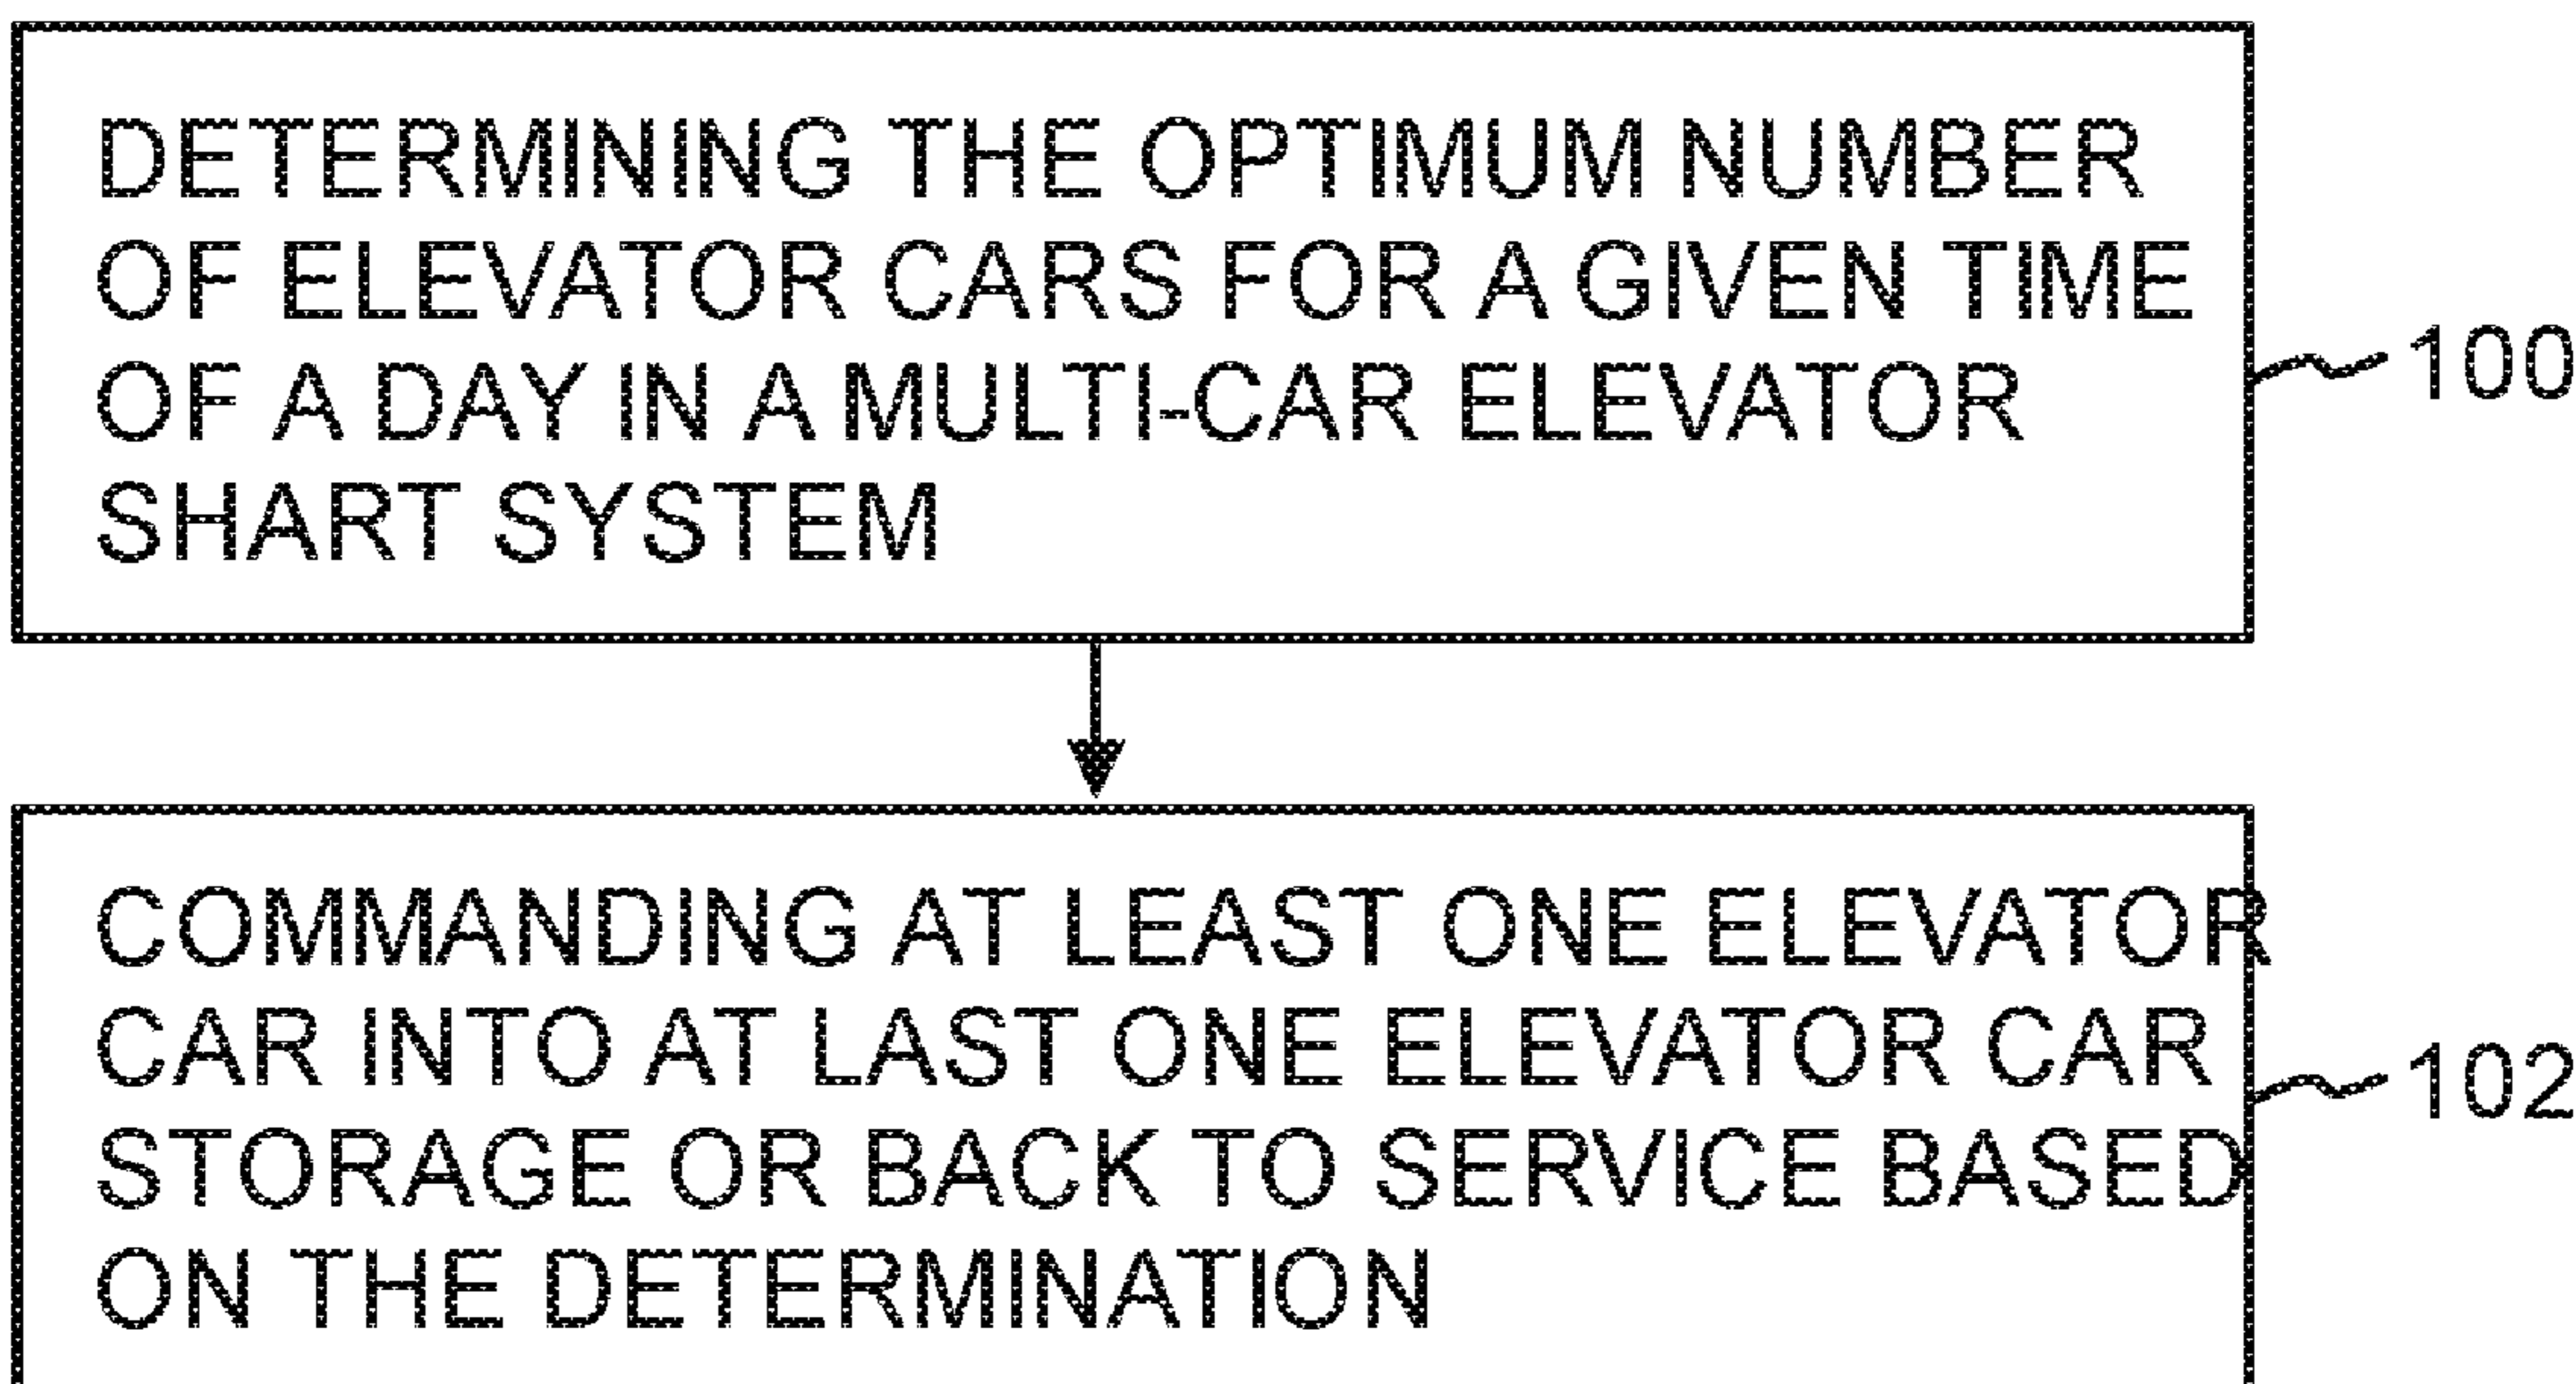 DETERMINING THE OPTIMUM NUMBER
OF ELEVATOR CARS FOR A GIVEN TIME
OF A DAY IN A MULTI-CAR ELEVATOR
SHART SYSTEM
100
COMMANDING AT LEAST ONE ELEVATOR
CAR INTO AT LAST ONE ELEVATOR CAR
STORAGE OR BACK TO SERVICE BASED
ON THE DETERMINATION
102